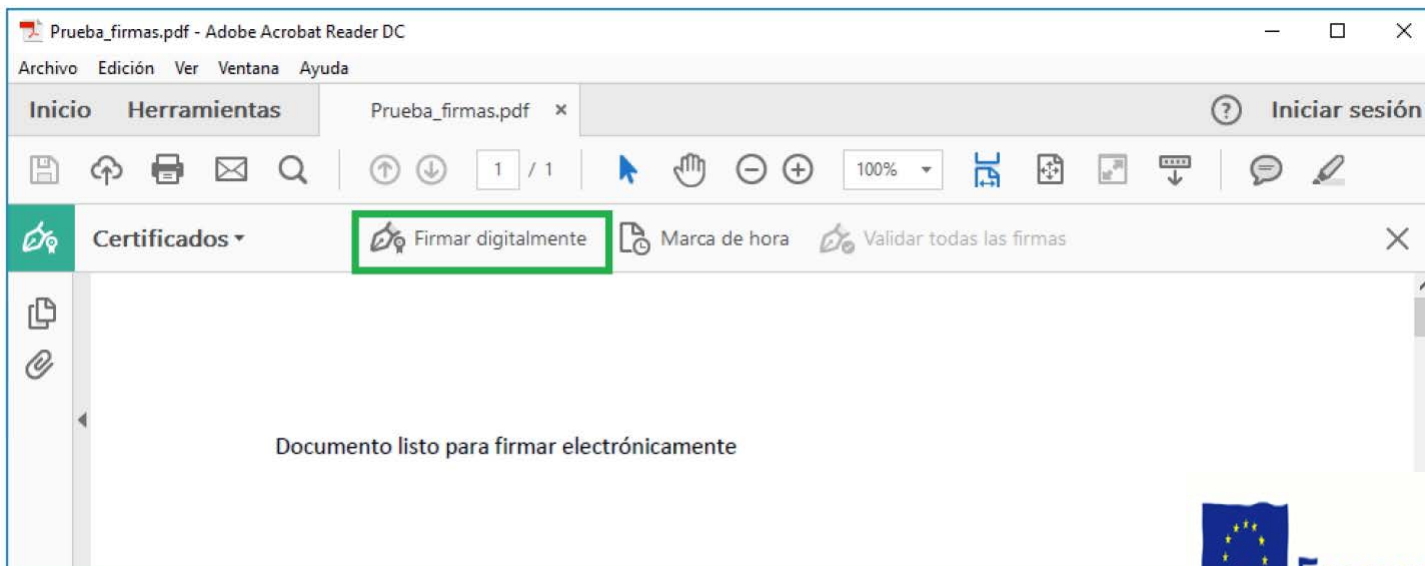 Prueba_firmas.pdf - Adobe Acrobat Reader DC
Archivo Edición Ver Ventana Ayuda
Inicio Herramientas Prueba_firmas.pdf × Iniciar sesión
1 / 1 100%
Certificados Firmar digitalmente Marca de hora Validar todas las firmas
Documento listo para firmar electrónicamente